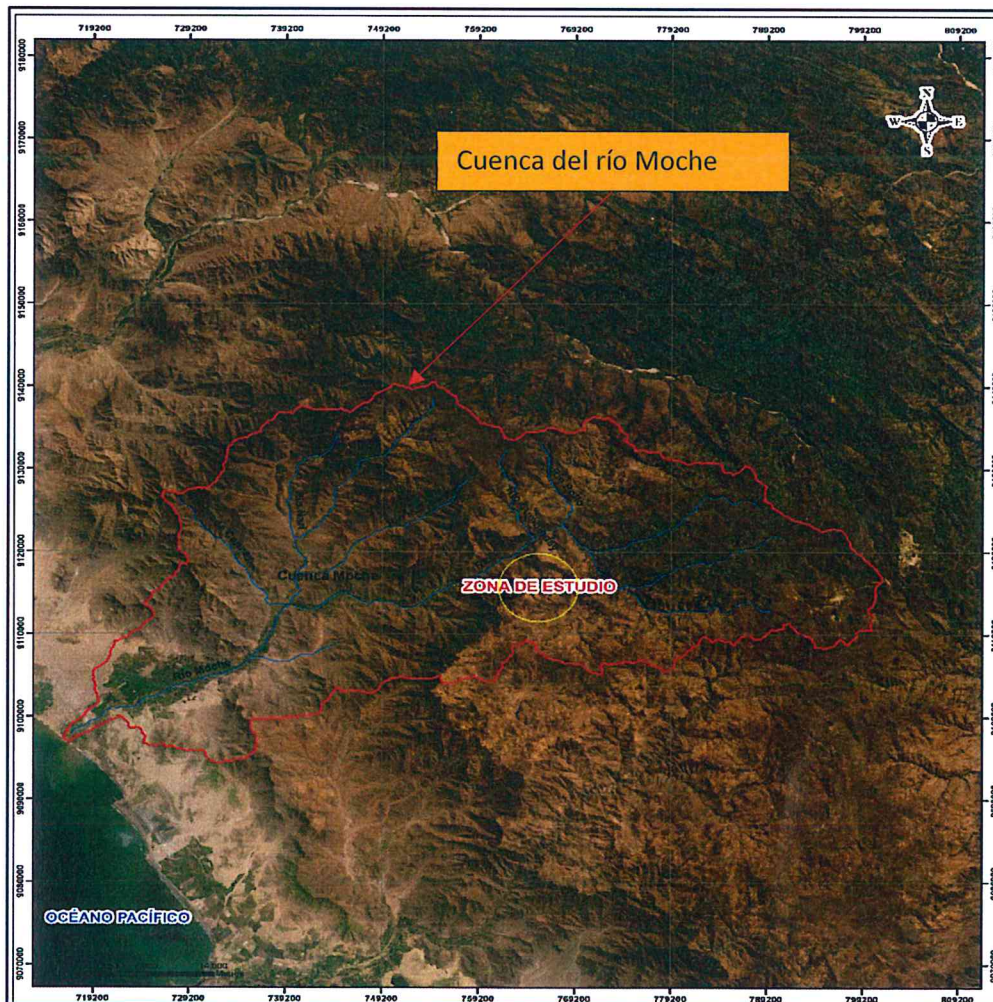 719200 729200 739200 749200 759200 769200 779200 789200 799200 809200
N
W E
S
Cuenca del río Moche
9180000
9170000
9160000
9150000
9140000
9130000
9120000
9110000
9100000
9090000
9080000
9070000
Cuenca Moche
ZONA DE ESTUDIO
Río Moche
OCÉANO PACÍFICO
719200 729200 739200 749200 759200 769200 779200 789200 799200 809200